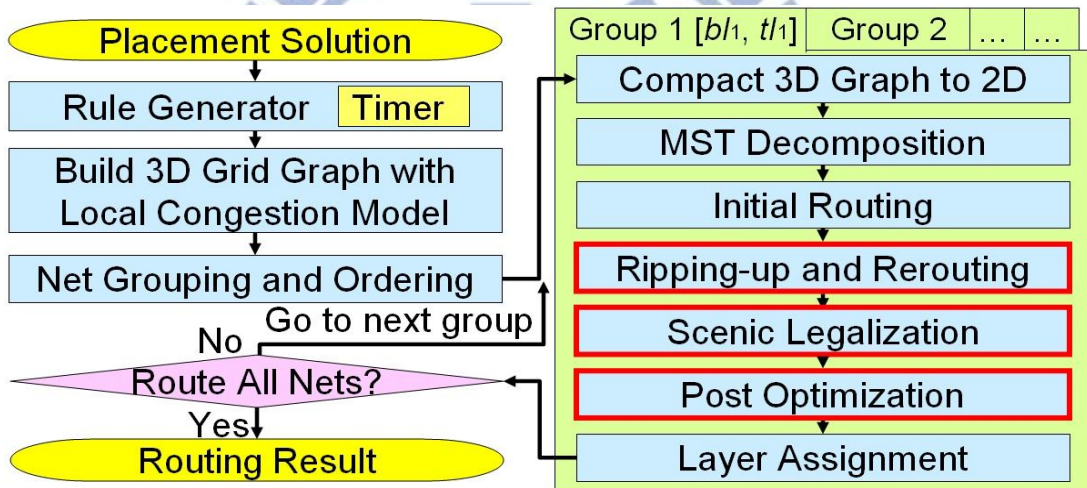 Placement Solution
Rule Generator Timer
Build 3D Grid Graph with
Local Congestion Model
Net Grouping and Ordering
Go to next group
No
Route All Nets?
Yes
Routing Result
Group 1 [bl1, tl1] Group 2 ... ...
Compact 3D Graph to 2D
MST Decomposition
Initial Routing
Ripping-up and Rerouting
Scenic Legalization
Post Optimization
Layer Assignment